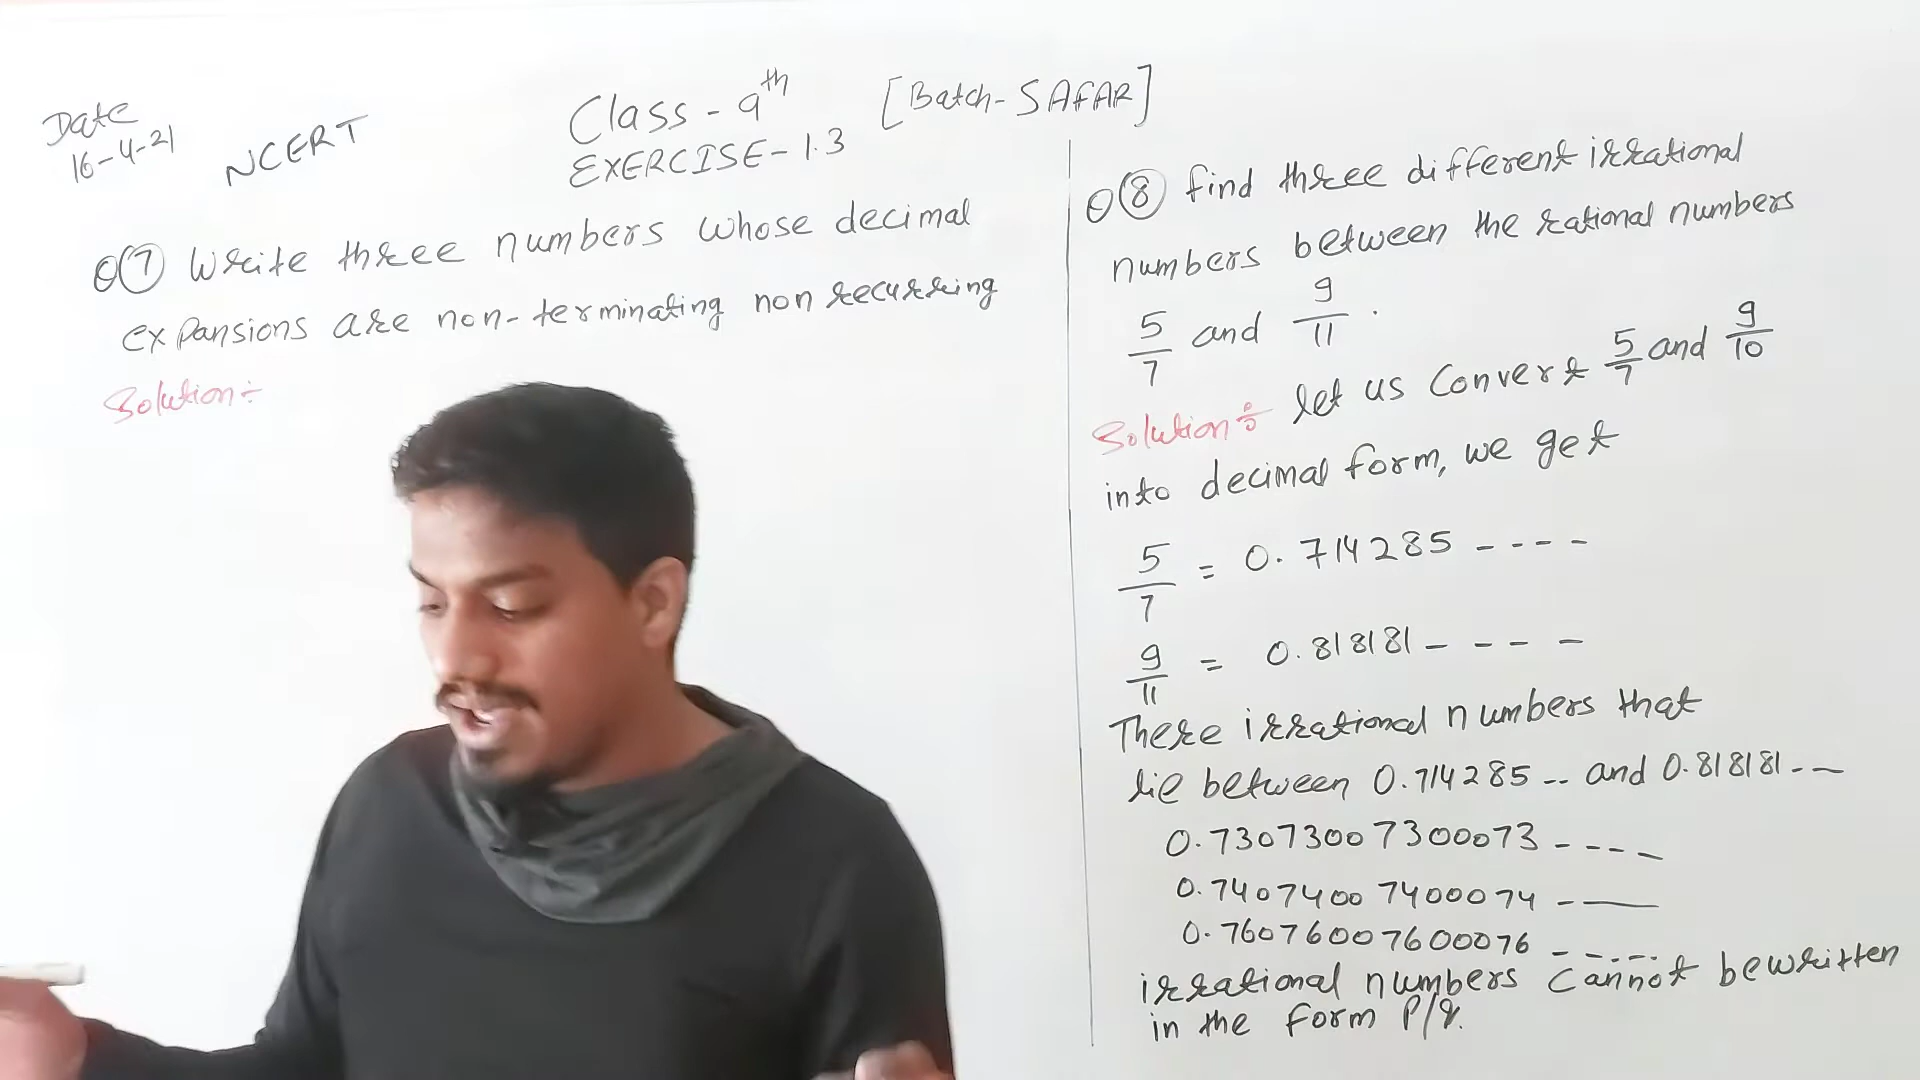 Date
16-4-21
NCERT
Class - 9th [Batch-SAFAR]
EXERCISE-1.3
Q(7) Write three numbers whose decimal
expansions are non-terminating non recurring
Solution ÷
Q(8) find three different irrational
numbers between the rational numbers
5/7 and 9/11.
Solution ÷ let us Convert 5/7 and 9/10
into decimal form, we get
5/7 = 0.714285 ----
9/11 = 0.818181 ----
There irrational numbers that
lie between 0.714285-- and 0.818181--
0.73073007300073----
0.74074007400074--
0.76076007600076-----
irrational numbers Cannot be written
in the form P/q.